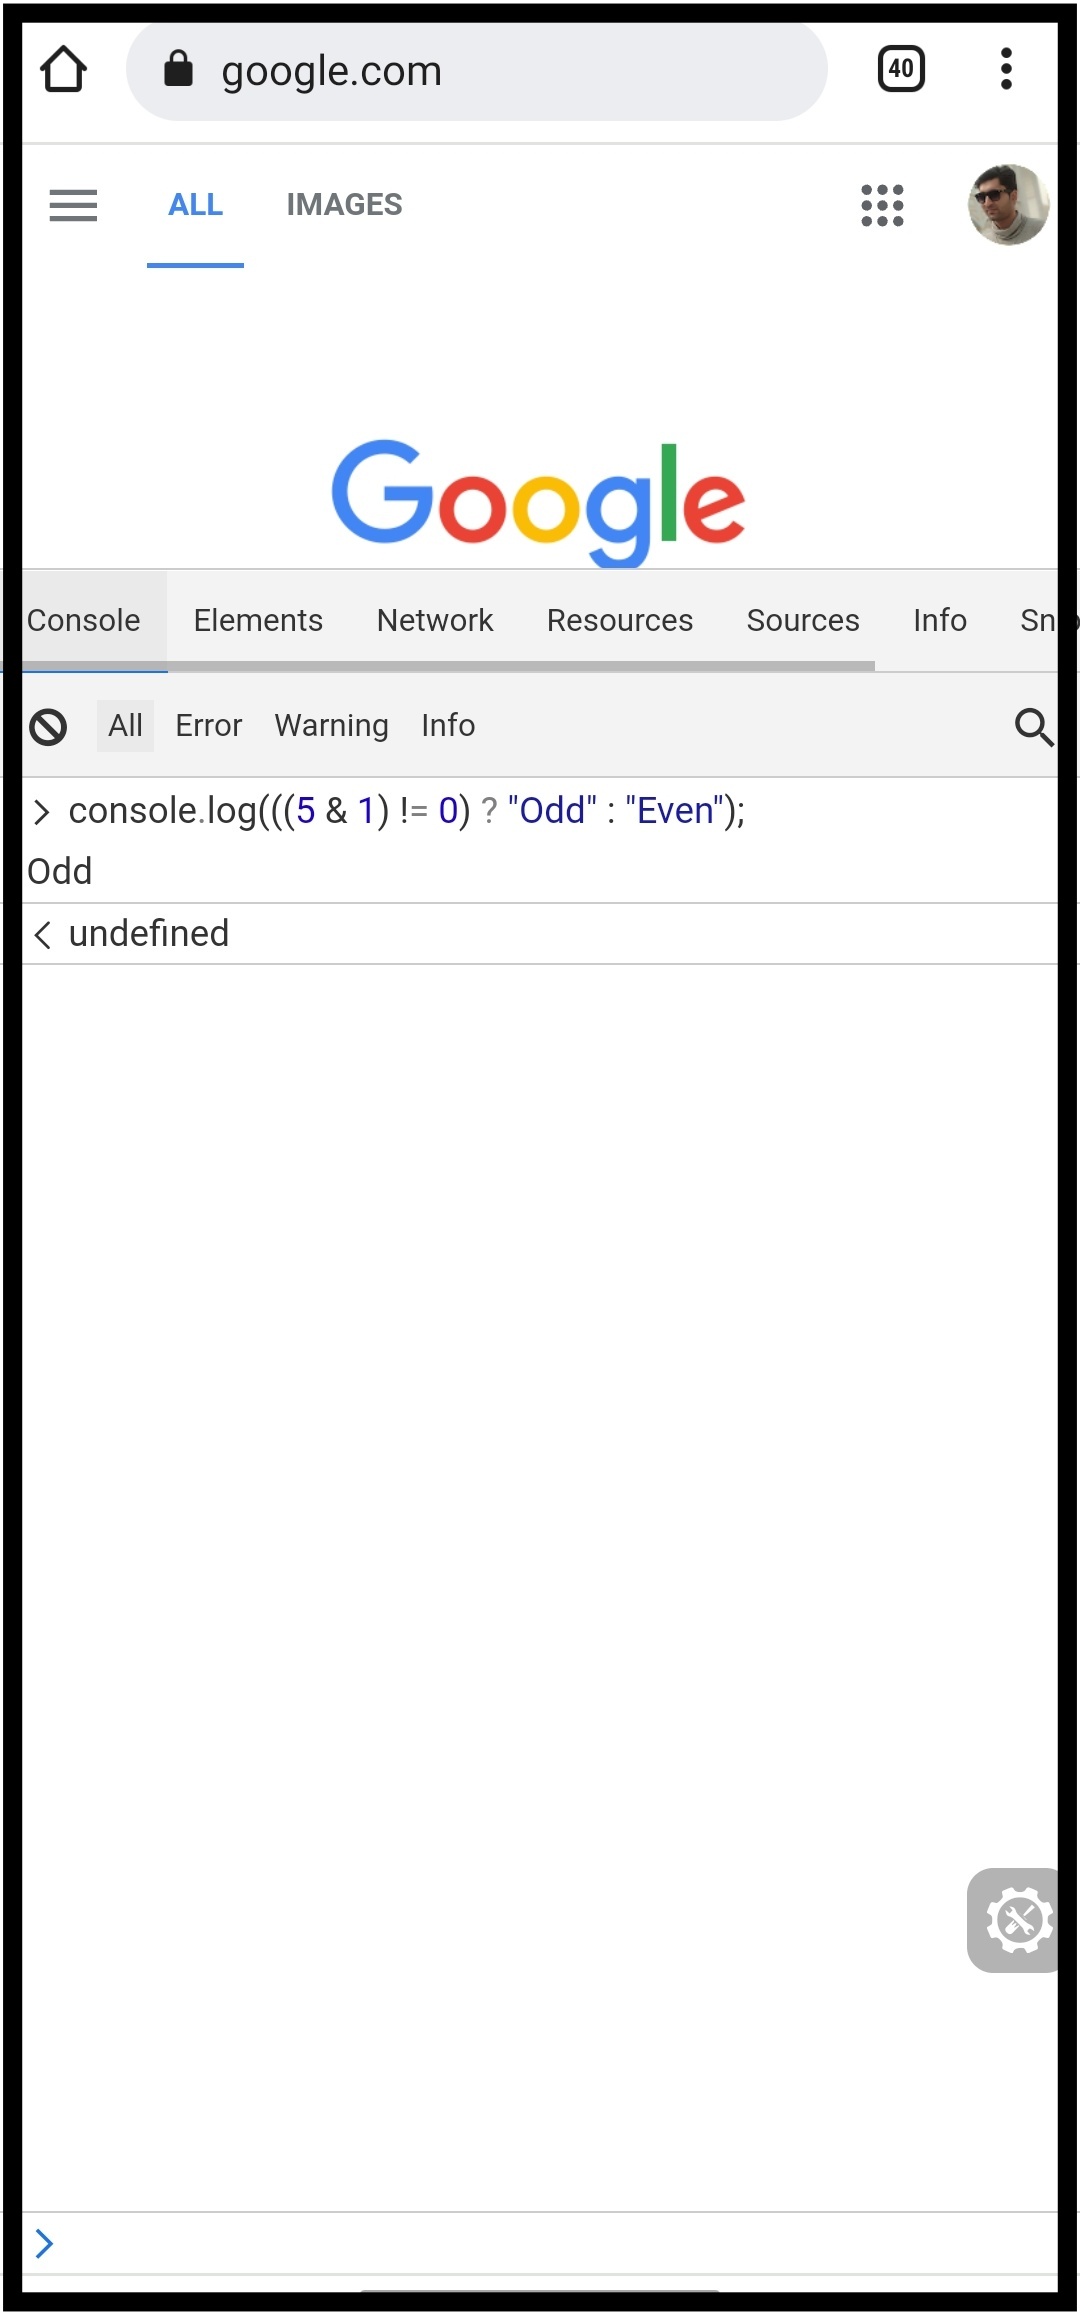 google.com
40
ALL IMAGES
Google
Console Elements Network Resources Sources Info Sn
All Error Warning Info
> console.log(((5 & 1) != 0) ? "Odd" : "Even");
Odd
< undefined
>